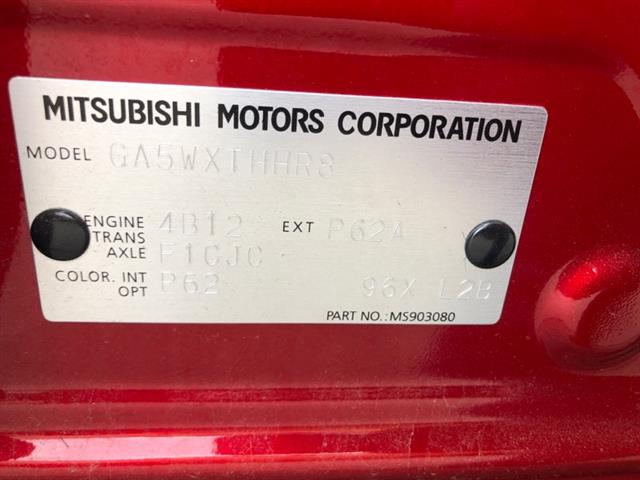 MITSUBISHI MOTORS CORPORATION
MODEL GA5WXTHHR8
ENGINE 4B12 EXT P62A
TRANS
AXLE F1CJC
COLOR. INT P62 96X L2B
OPT
PART NO.: MS903080